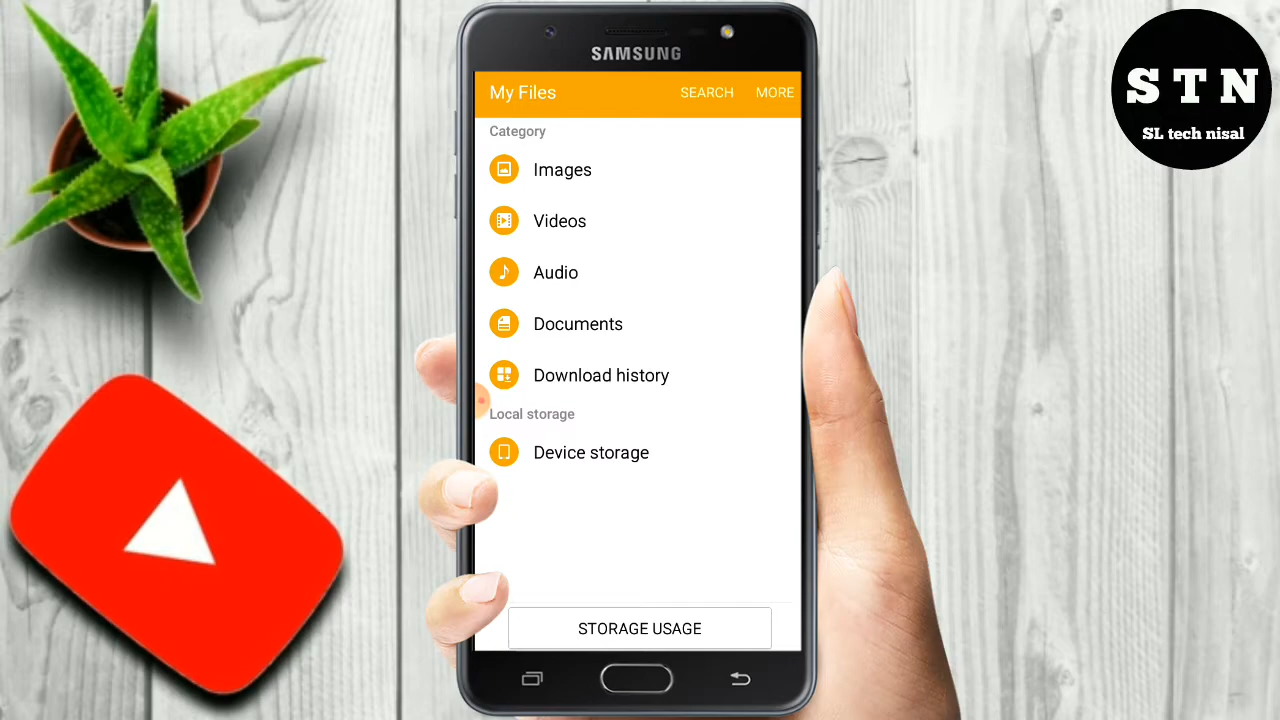 SAMSUNG
My Files SEARCH MORE
Category
Images
Videos
Audio
Documents
Download history
Local storage
Device storage
STORAGE USAGE
S T N
SL tech nisal